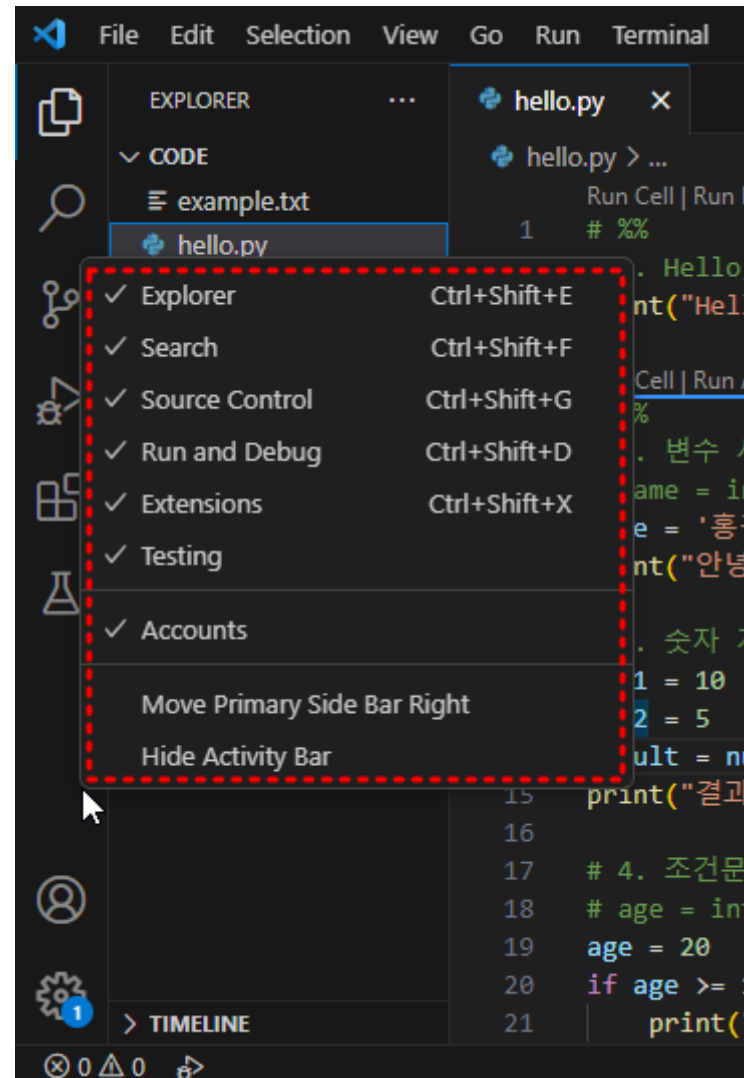 File Edit Selection View Go Run Terminal
EXPLORER ... hello.py ×
CODE
example.txt
hello.py
hello.py > ...
Run Cell | Run
1 # %%
. Hello
nt("Hel
Cell | Run
%
. 변수
ame =
e = '홍
nt("안녕
. 숫자
1 = 10
2 = 5
ult =
15 print("결과
16
17 # 4. 조건문
18 # age = in
19 age = 20
20 if age >=
21 print(
Explorer Ctrl+Shift+E
Search Ctrl+Shift+F
Source Control Ctrl+Shift+G
Run and Debug Ctrl+Shift+D
Extensions Ctrl+Shift+X
Testing
Accounts
Move Primary Side Bar Right
Hide Activity Bar
1
> TIMELINE
0 0